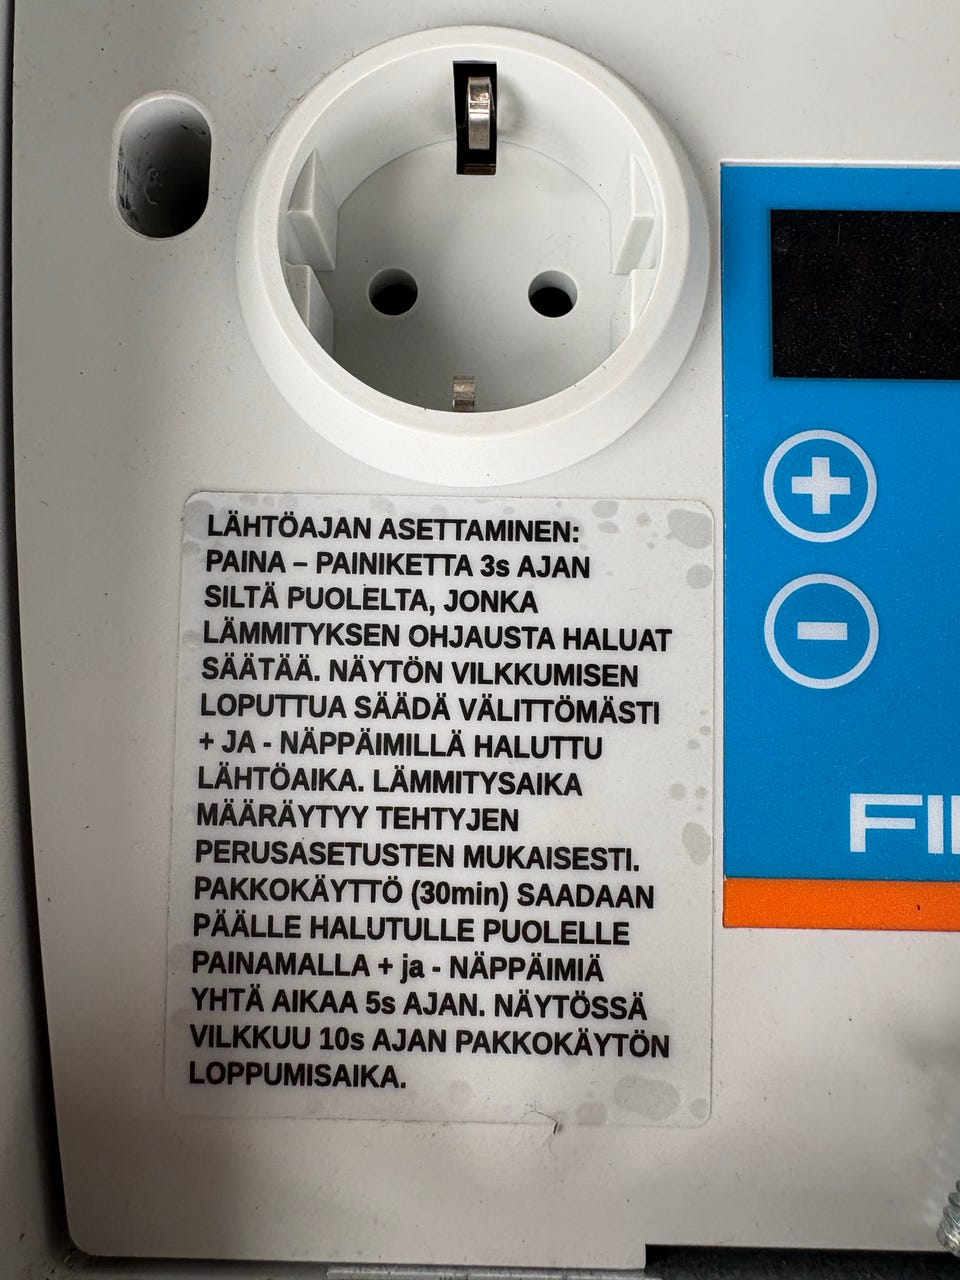 LÄHTÖAJAN ASETTAMINEN:
PAINA – PAINIKETTA 3s AJAN
SILTÄ PUOLELTA, JONKA
LÄMMITYKSEN OHJAUSTA HALUAT
SÄÄTÄÄ. NÄYTÖN VILKKUMISEN
LOPUTTUA SÄÄDÄ VÄLITTÖMÄSTI
+ JA - NÄPPÄIMILLÄ HALUTTU
LÄHTÖAIKA. LÄMMITYSAIKA
MÄÄRÄYTYY TEHTYJEN
PERUSASETUSTEN MUKAISESTI.
PAKKOKÄYTTÖ (30min) SAADAAN
PÄÄLLE HALUTULLE PUOLELLE
PAINAMALLA + ja - NÄPPÄIMIÄ
YHTÄ AIKAA 5s AJAN. NÄYTÖSSÄ
VILKKUU 10s AJAN PAKKOKÄYTÖN
LOPPUMISAIKA.
+
-